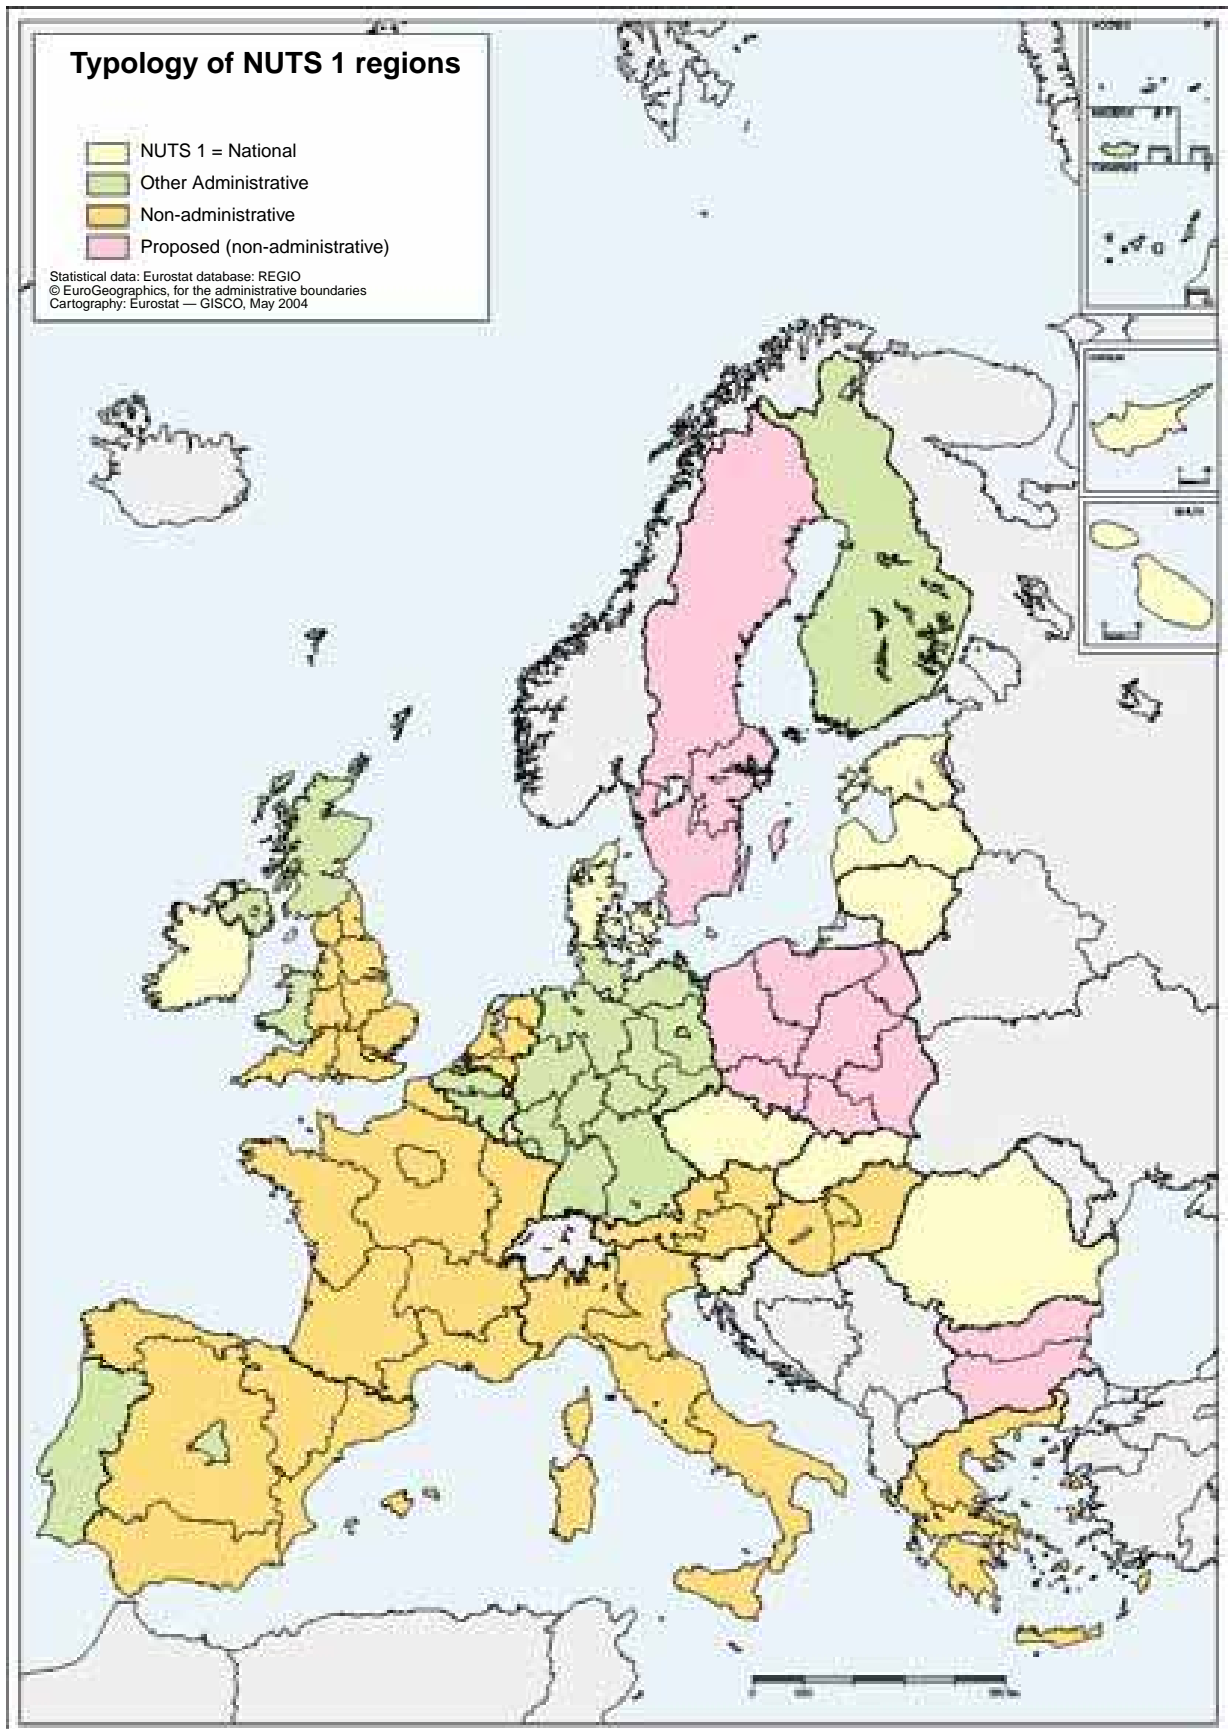 Typology of NUTS 1 regions
NUTS 1 = National
Other Administrative
Non-administrative
Proposed (non-administrative)
Statistical data: Eurostat database: REGIO
© EuroGeographics, for the administrative boundaries
Cartography: Eurostat — GISCO, May 2004